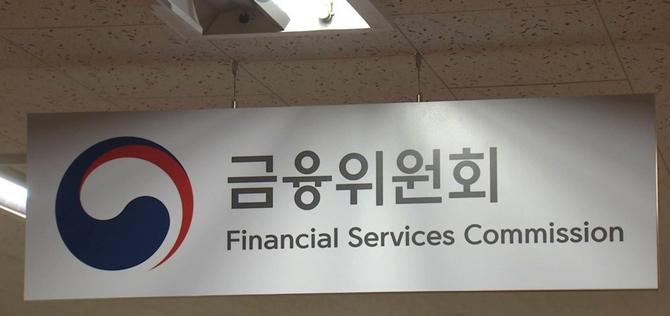 금융위원회
Financial Services Commission